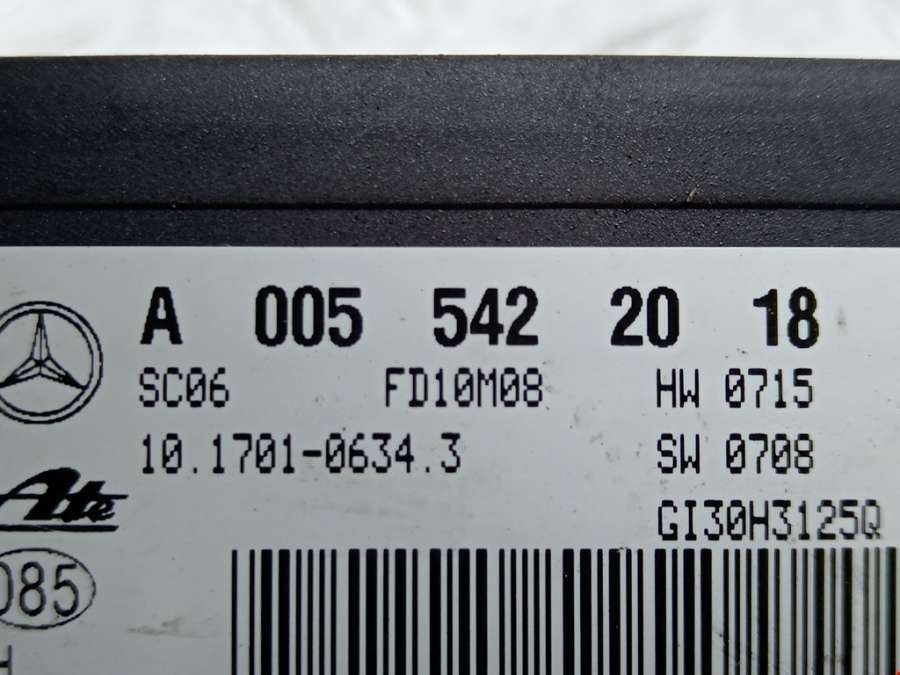 A 005 542 20 18
SC06 FD10M08 HW 0715
10.1701-0634.3 SW 0708
Ate
GI30H3125Q
085
H